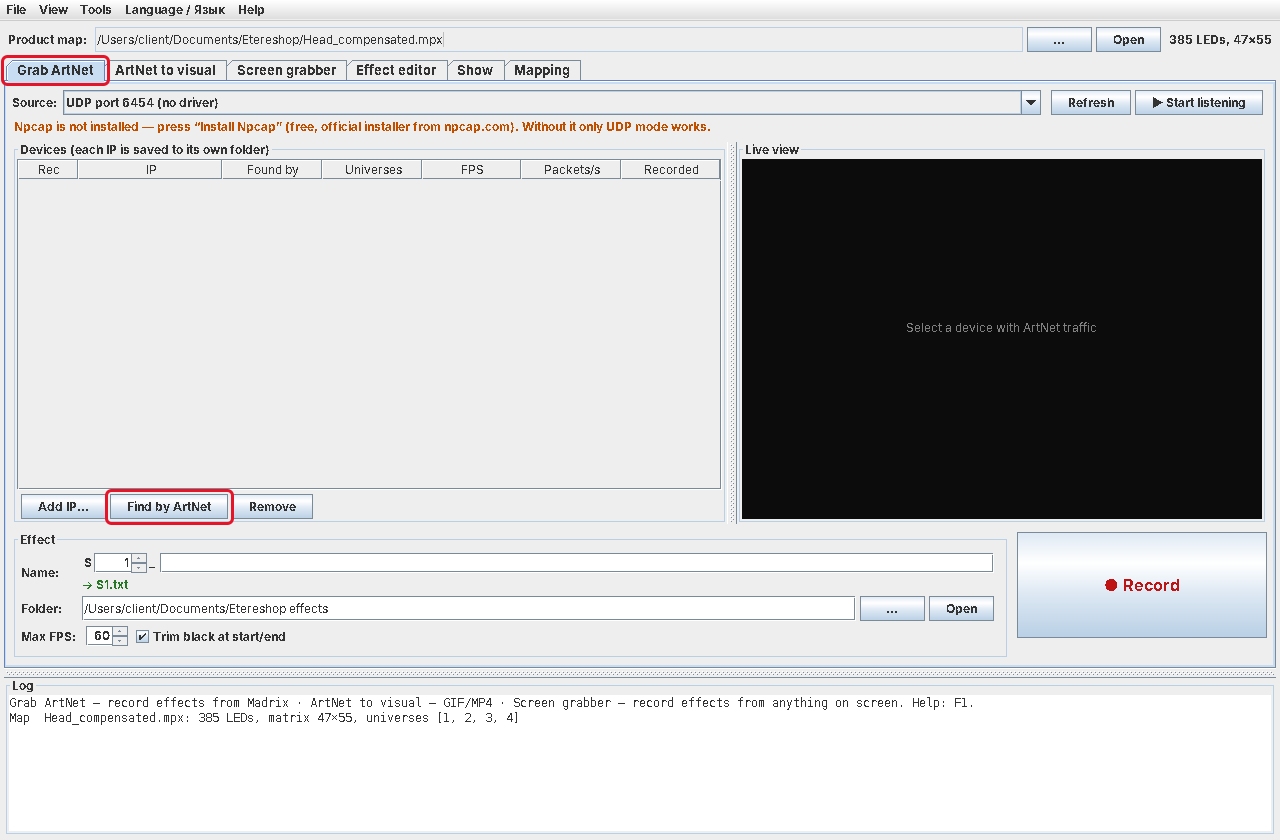 File View Tools Language / Язык Help
Product map: /Users/client/Documents/Etereshop/Head_compensated.mpx ... Open 385 LEDs, 47×55
Grab ArtNet ArtNet to visual Screen grabber Effect editor Show Mapping
Source: UDP port 6454 (no driver) Refresh ▶ Start listening
Npcap is not installed — press “Install Npcap” (free, official installer from npcap.com). Without it only UDP mode works.
Devices (each IP is saved to its own folder)
Rec IP Found by Universes FPS Packets/s Recorded
Add IP... Find by ArtNet Remove
Live view
Select a device with ArtNet traffic
Effect
Name: S 1 _
→ S1.txt
Folder: /Users/client/Documents/Etereshop effects ... Open
Max FPS: 60 Trim black at start/end
● Record
Log
Grab ArtNet — record effects from Madrix · ArtNet to visual — GIF/MP4 · Screen grabber — record effects from anything on screen. Help: F1.
Map Head_compensated.mpx: 385 LEDs, matrix 47×55, universes [1, 2, 3, 4]